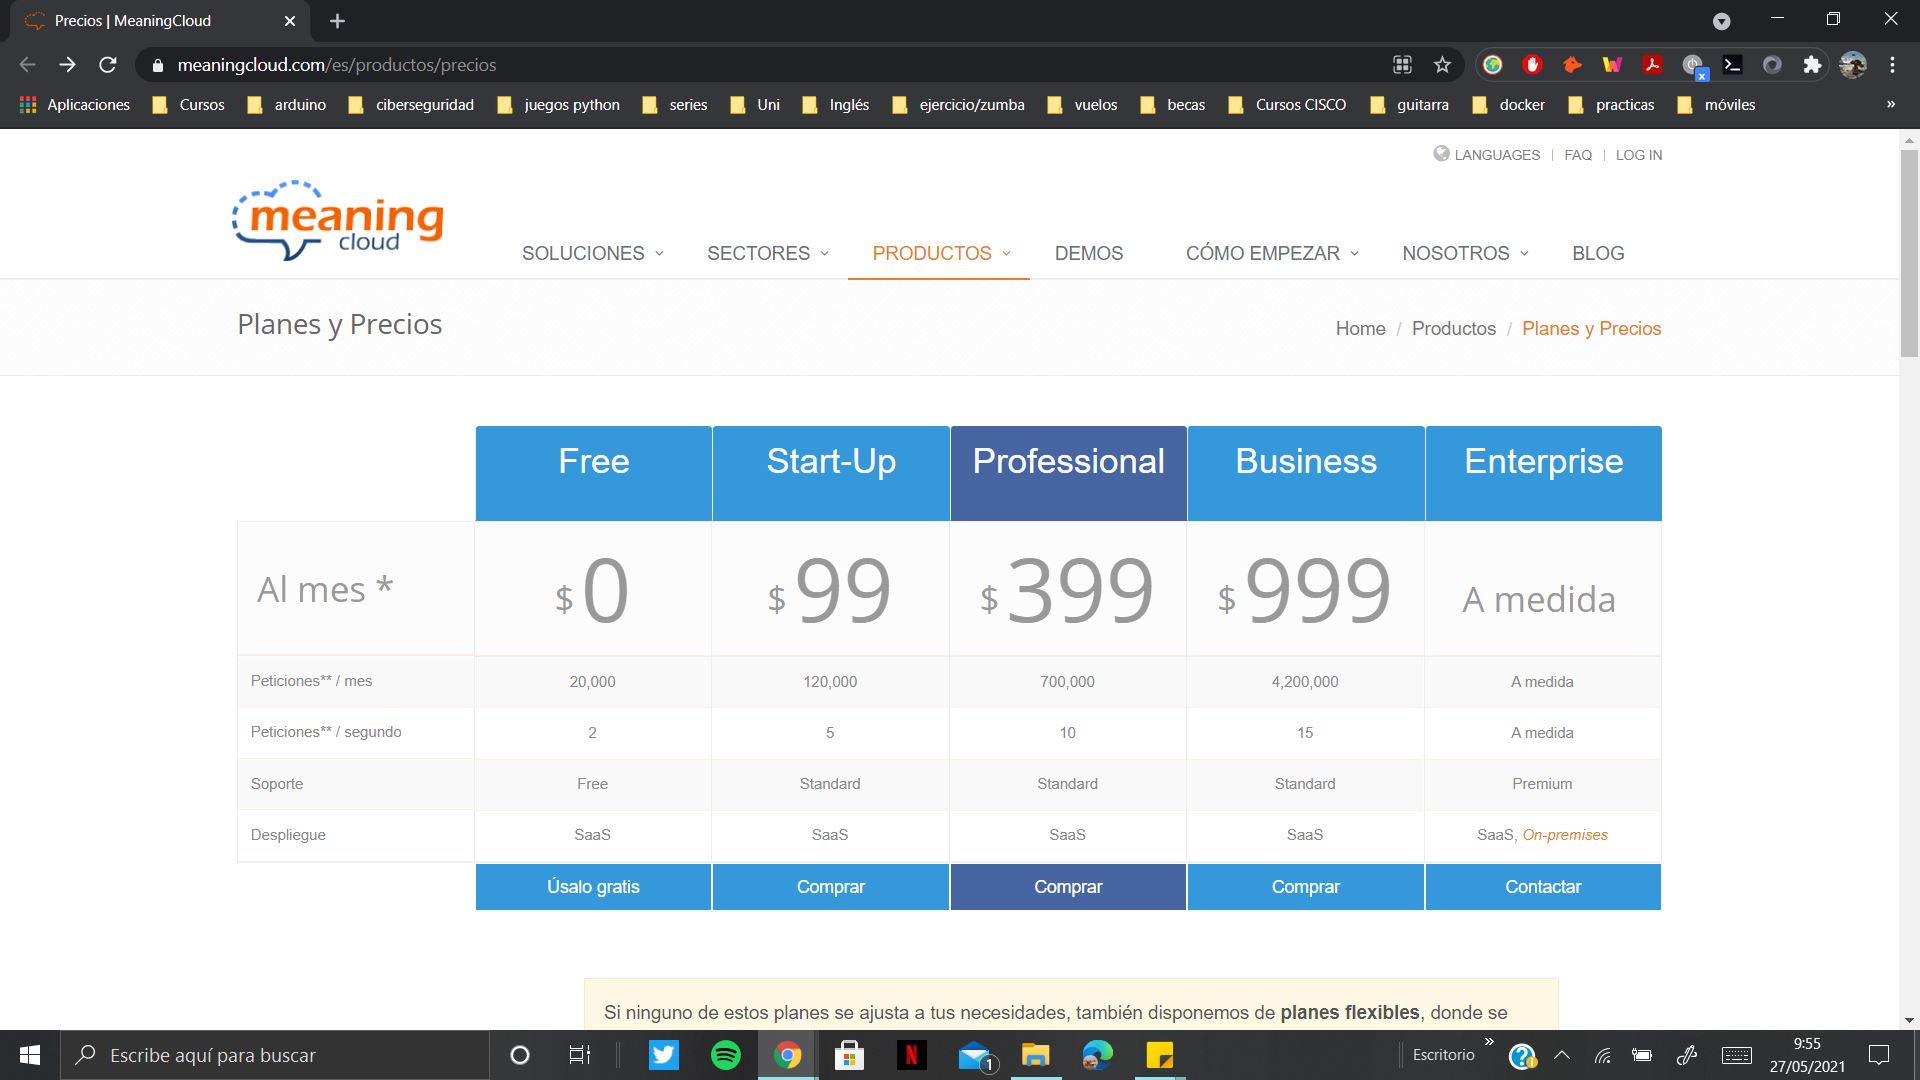 Precios | MeaningCloud
meaningcloud.com/es/productos/precios
Aplicaciones Cursos arduino ciberseguridad juegos python series Uni Inglés ejercicio/zumba vuelos becas Cursos CISCO guitarra docker practicas móviles »
LANGUAGES | FAQ | LOG IN
meaning
cloud
SOLUCIONES SECTORES PRODUCTOS DEMOS CÓMO EMPEZAR NOSOTROS BLOG
Planes y Precios
Home / Productos / Planes y Precios
Free Start-Up Professional Business Enterprise
Al mes * $ 0 $ 99 $ 399 $ 999 A medida
Peticiones** / mes 20,000 120,000 700,000 4,200,000 A medida
Peticiones** / segundo 2 5 10 15 A medida
Soporte Free Standard Standard Standard Premium
Despliegue SaaS SaaS SaaS SaaS SaaS, On-premises
Úsalo gratis Comprar Comprar Comprar Contactar
Si ninguno de estos planes se ajusta a tus necesidades, también disponemos de planes flexibles, donde se
Escribe aquí para buscar
1
Escritorio »
9:55
27/05/2021